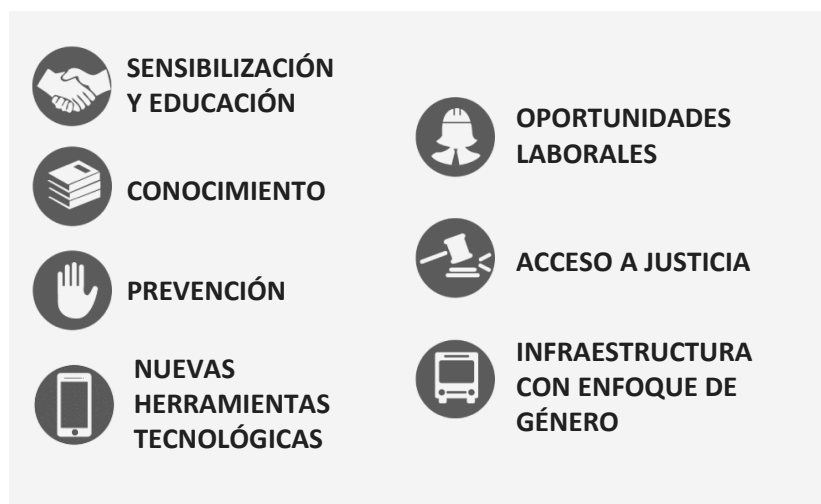 SENSIBILIZACIÓN
Y EDUCACIÓN
CONOCIMIENTO
PREVENCIÓN
NUEVAS
HERRAMIENTAS
TECNOLÓGICAS
OPORTUNIDADES
LABORALES
ACCESO A JUSTICIA
INFRAESTRUCTURA
CON ENFOQUE DE
GÉNERO